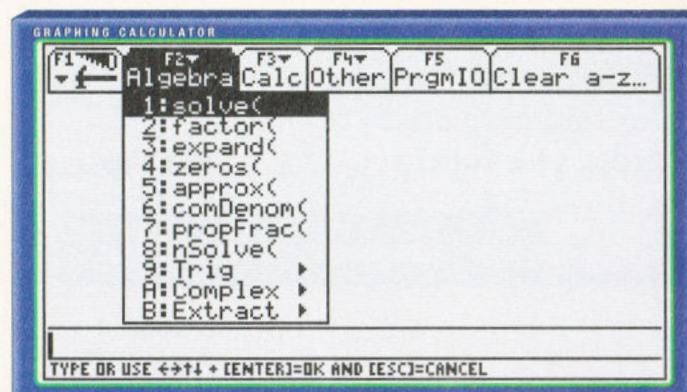 GRAPHING CALCULATOR
F1 F2 F3 F4 F5 F6
Algebra Calc Other PrgmIO Clear a-z…
1:solve(
2:factor(
3:expand(
4:zeros(
5:approx(
6:comDenom(
7:propFrac(
8:nSolve(
9:Trig
A:Complex
B:Extract
TYPE OR USE ←→↑↓ + [ENTER]=OK AND [ESC]=CANCEL